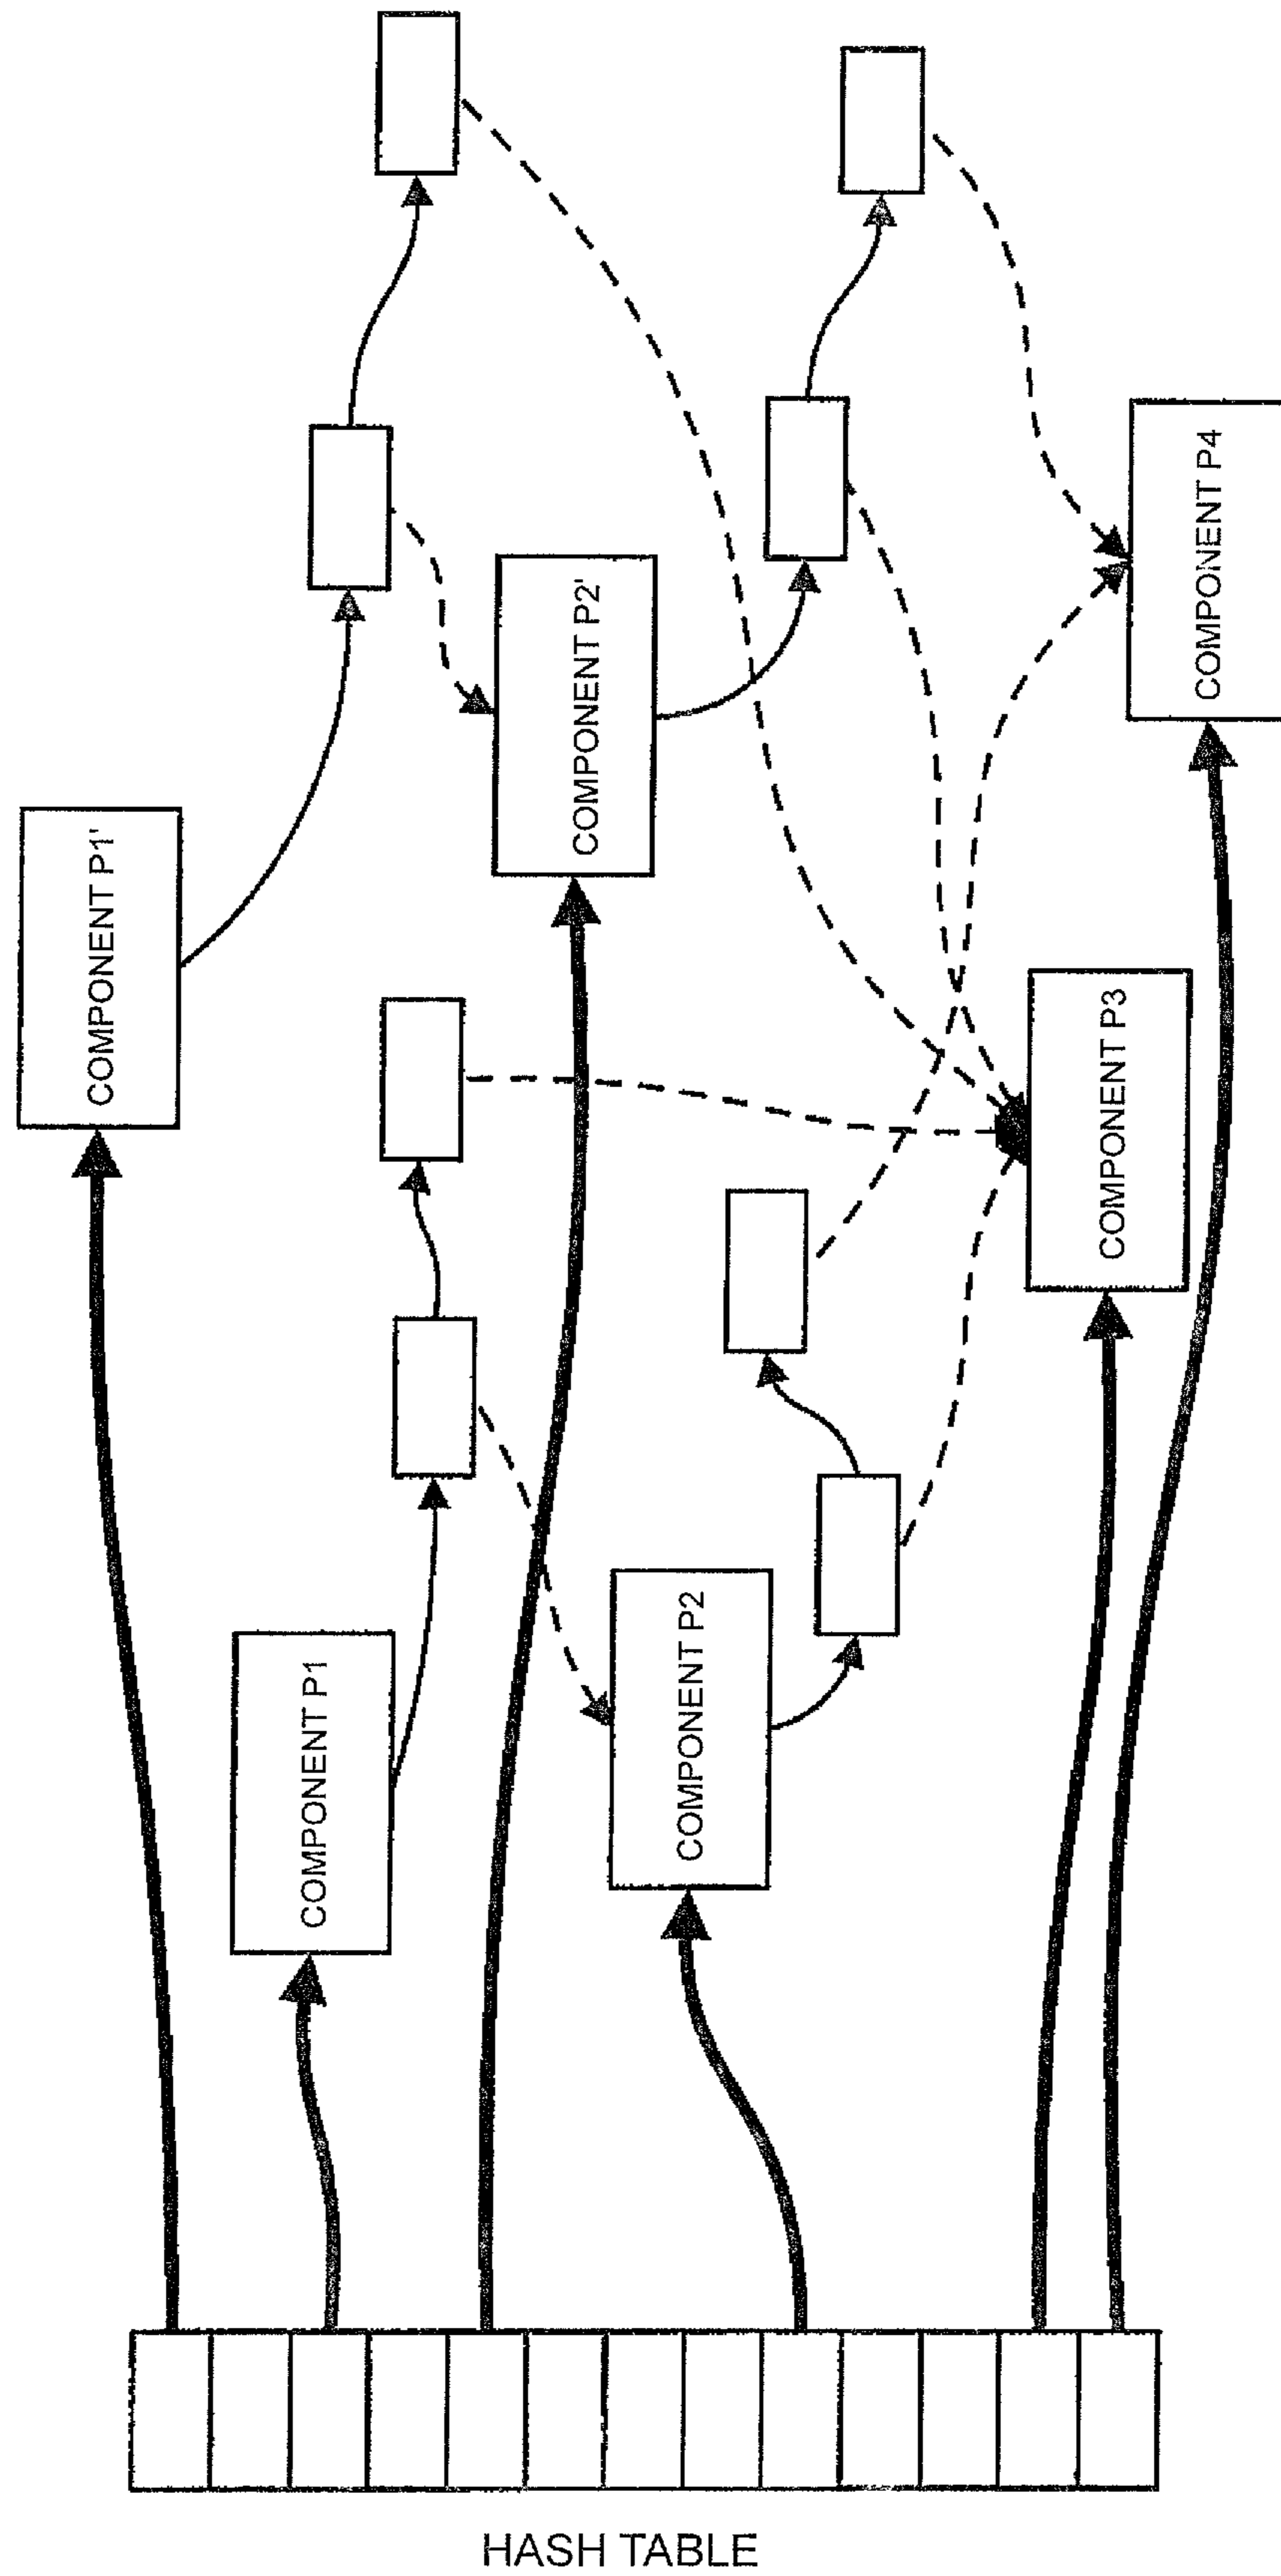 COMPONENT P1'
COMPONENT P1
COMPONENT P2'
COMPONENT P2
COMPONENT P3
COMPONENT P4
HASH TABLE